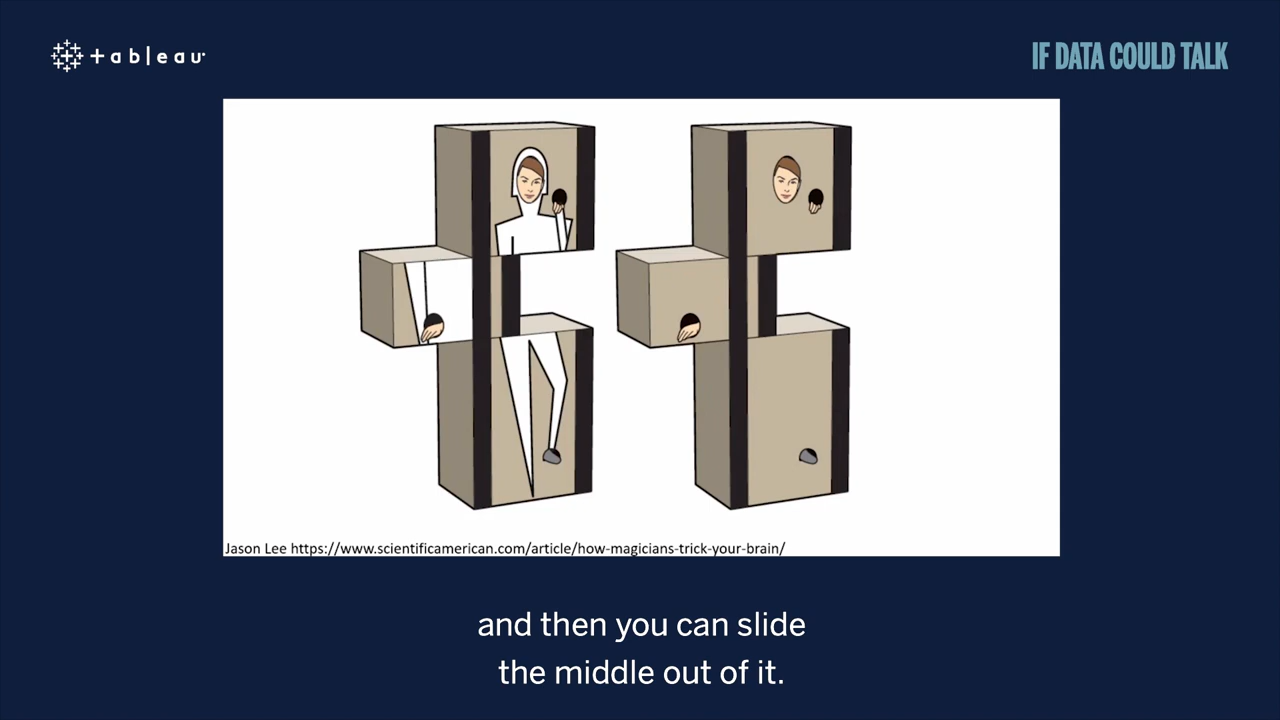 +ableau
IF DATA COULD TALK
Jason Lee https://www.scientificamerican.com/article/how-magicians-trick-your-brain/
and then you can slide
the middle out of it.